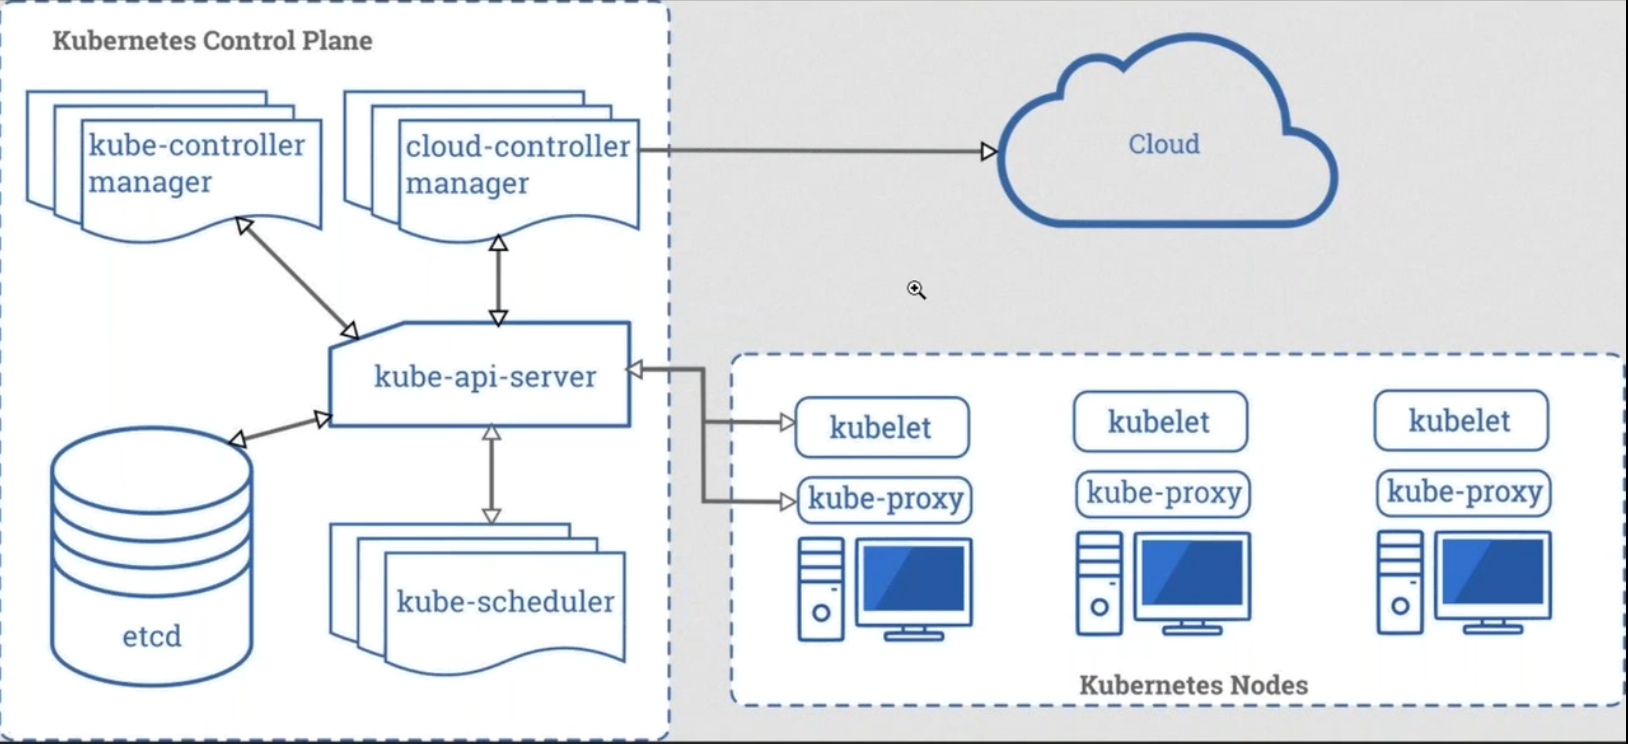 Kubernetes Control Plane
kube-controller
manager
cloud-controller
manager
Cloud
kube-api-server
etcd
kube-scheduler
kubelet
kube-proxy
kubelet
kube-proxy
kubelet
kube-proxy
Kubernetes Nodes